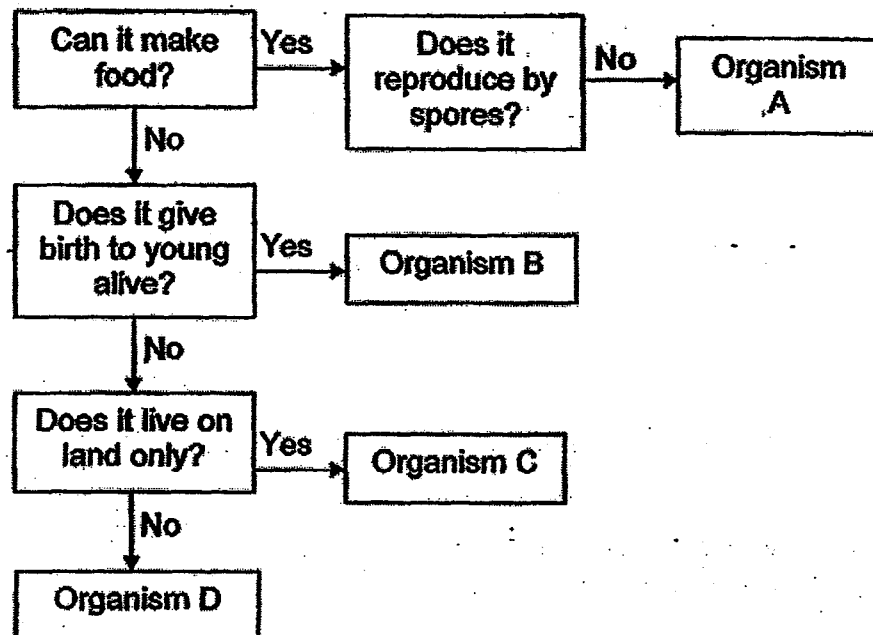 Can it make
food?
Yes
Does it
reproduce by
spores?
No
Organism
A
No
Does it give
birth to young
alive?
Yes
Organism B
No
Does it live on
land only?
Yes
Organism C
No
Organism D